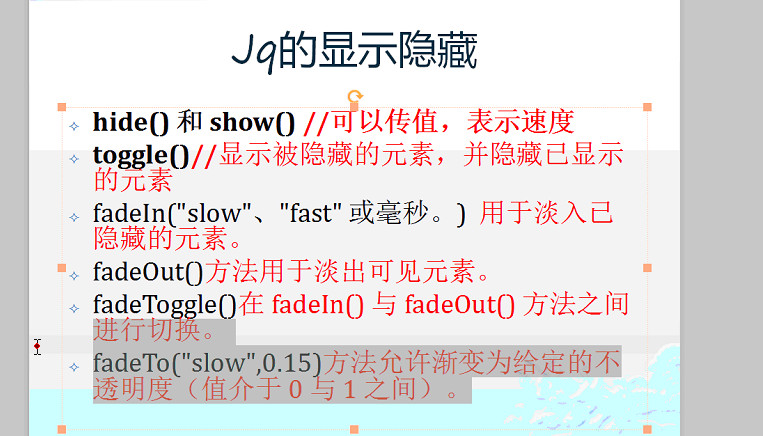 Jq的显示隐藏
hide() 和 show() //可以传值，表示速度
toggle()//显示被隐藏的元素，并隐藏已显示
的元素
fadeIn("slow"、"fast" 或毫秒。) 用于淡入已
隐藏的元素。
fadeOut()方法用于淡出可见元素。
fadeToggle()在 fadeIn() 与 fadeOut() 方法之间
进行切换。
fadeTo("slow",0.15)方法允许渐变为给定的不
透明度（值介于 0 与 1 之间）。